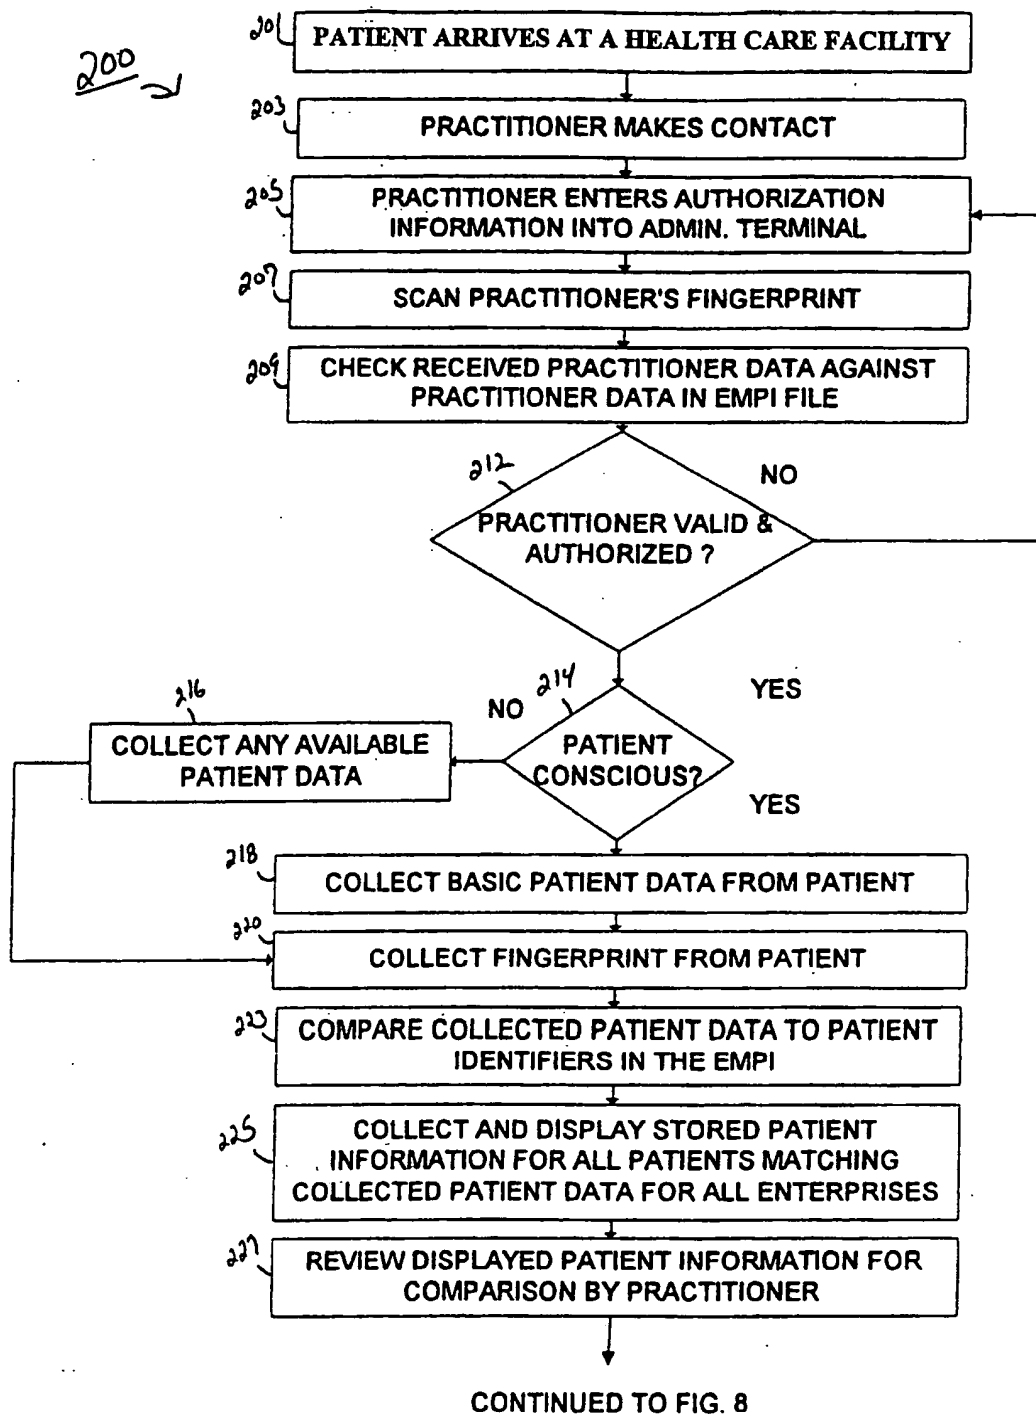 200
201
PATIENT ARRIVES AT A HEALTH CARE FACILITY
203
PRACTITIONER MAKES CONTACT
205
PRACTITIONER ENTERS AUTHORIZATION
INFORMATION INTO ADMIN. TERMINAL
207
SCAN PRACTITIONER'S FINGERPRINT
209
CHECK RECEIVED PRACTITIONER DATA AGAINST
PRACTITIONER DATA IN EMPI FILE
212
NO
PRACTITIONER VALID &
AUTHORIZED ?
214
YES
216
NO
COLLECT ANY AVAILABLE
PATIENT DATA
PATIENT
CONSCIOUS?
YES
218
COLLECT BASIC PATIENT DATA FROM PATIENT
220
COLLECT FINGERPRINT FROM PATIENT
223
COMPARE COLLECTED PATIENT DATA TO PATIENT
IDENTIFIERS IN THE EMPI
225
COLLECT AND DISPLAY STORED PATIENT
INFORMATION FOR ALL PATIENTS MATCHING
COLLECTED PATIENT DATA FOR ALL ENTERPRISES
227
REVIEW DISPLAYED PATIENT INFORMATION FOR
COMPARISON BY PRACTITIONER
CONTINUED TO FIG. 8